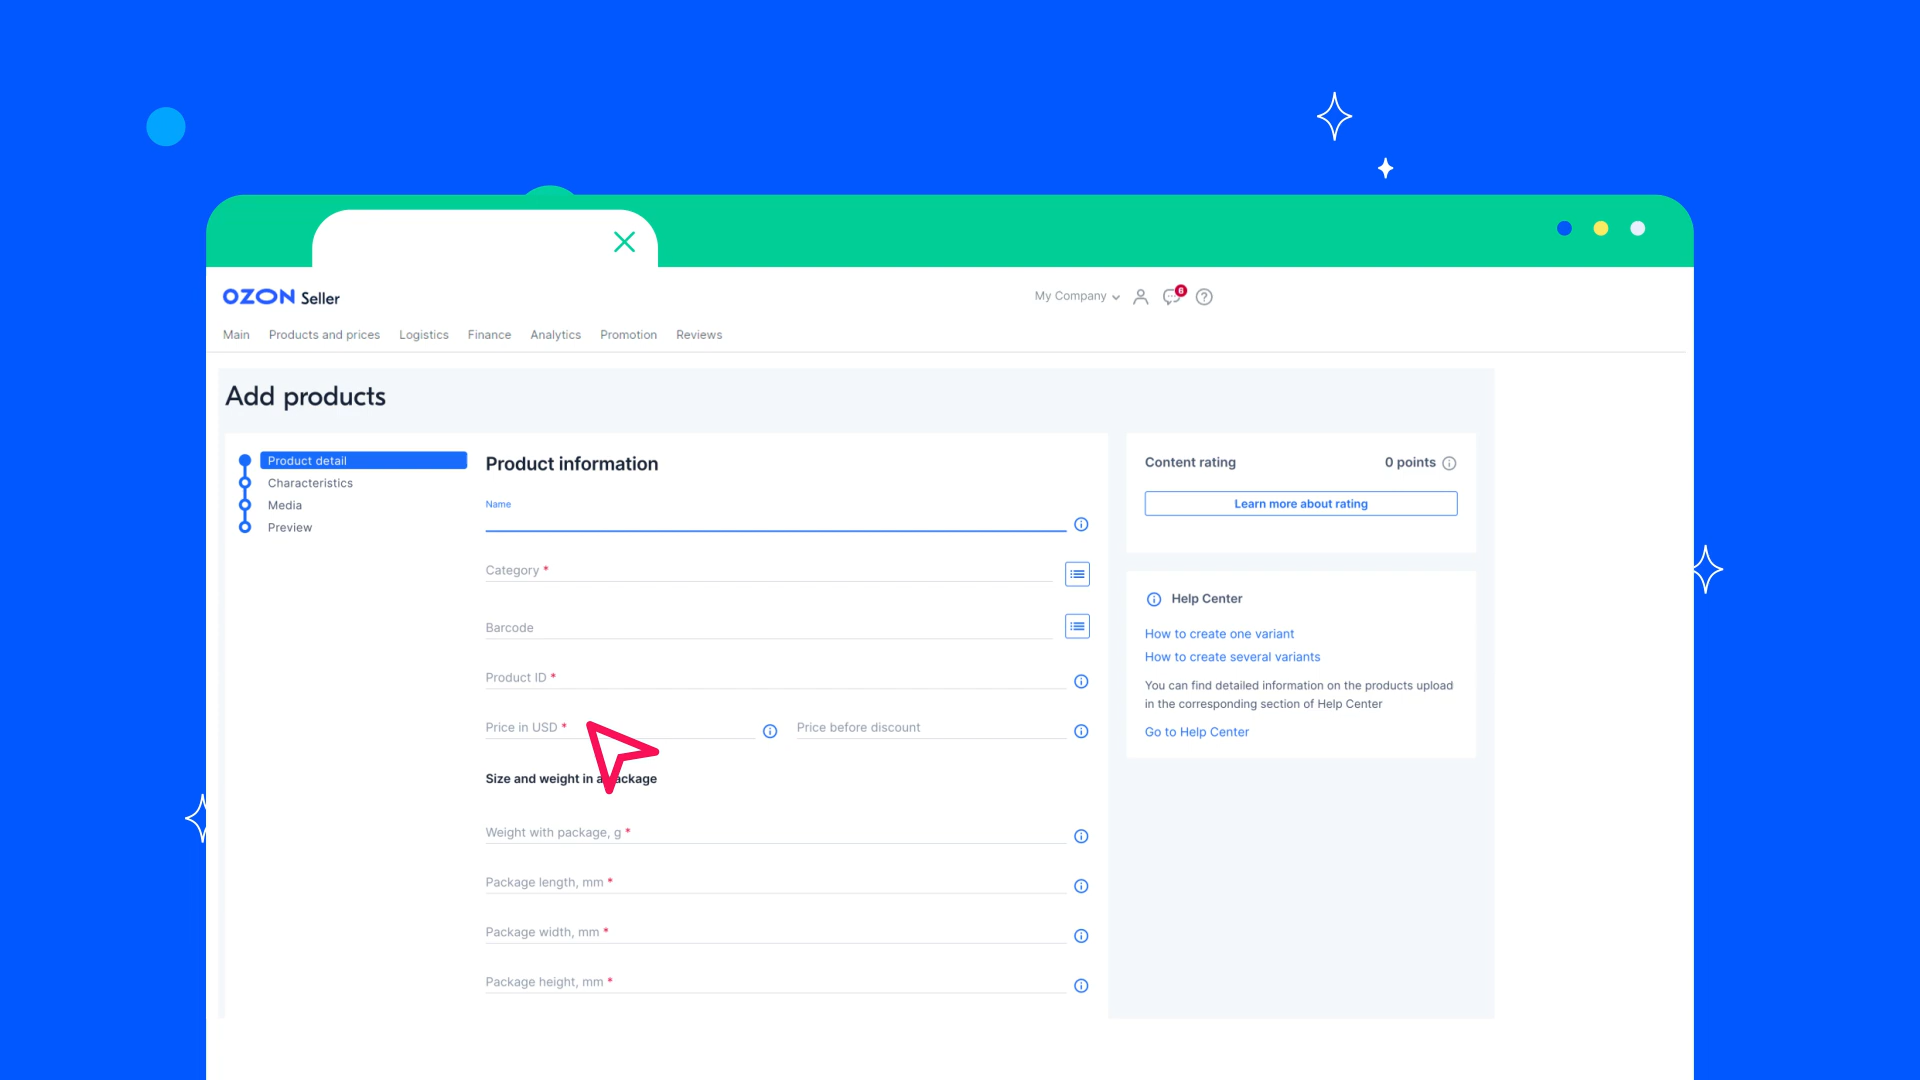 OZON Seller
My Company
6
Main Products and prices Logistics Finance Analytics Promotion Reviews
Add products
Product detail
Characteristics
Media
Preview
Product information
Name
Category *
Barcode
Product ID *
Price in USD * Price before discount
Size and weight in a package
Weight with package, g *
Package length, mm *
Package width, mm *
Package height, mm *
Content rating 0 points
Learn more about rating
Help Center
How to create one variant
How to create several variants
You can find detailed information on the products upload
in the corresponding section of Help Center
Go to Help Center